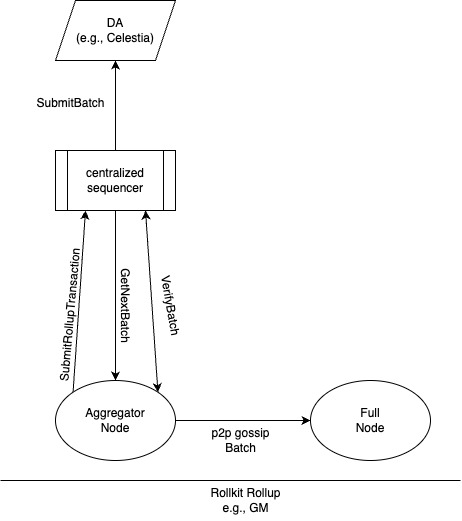 DA
(e.g., Celestia)
SubmitBatch
centralized
sequencer
SubmitRollupTransaction
GetNextBatch
VerifyBatch
Aggregator
Node
p2p gossip
Batch
Full
Node
Rollkit Rollup
e.g., GM